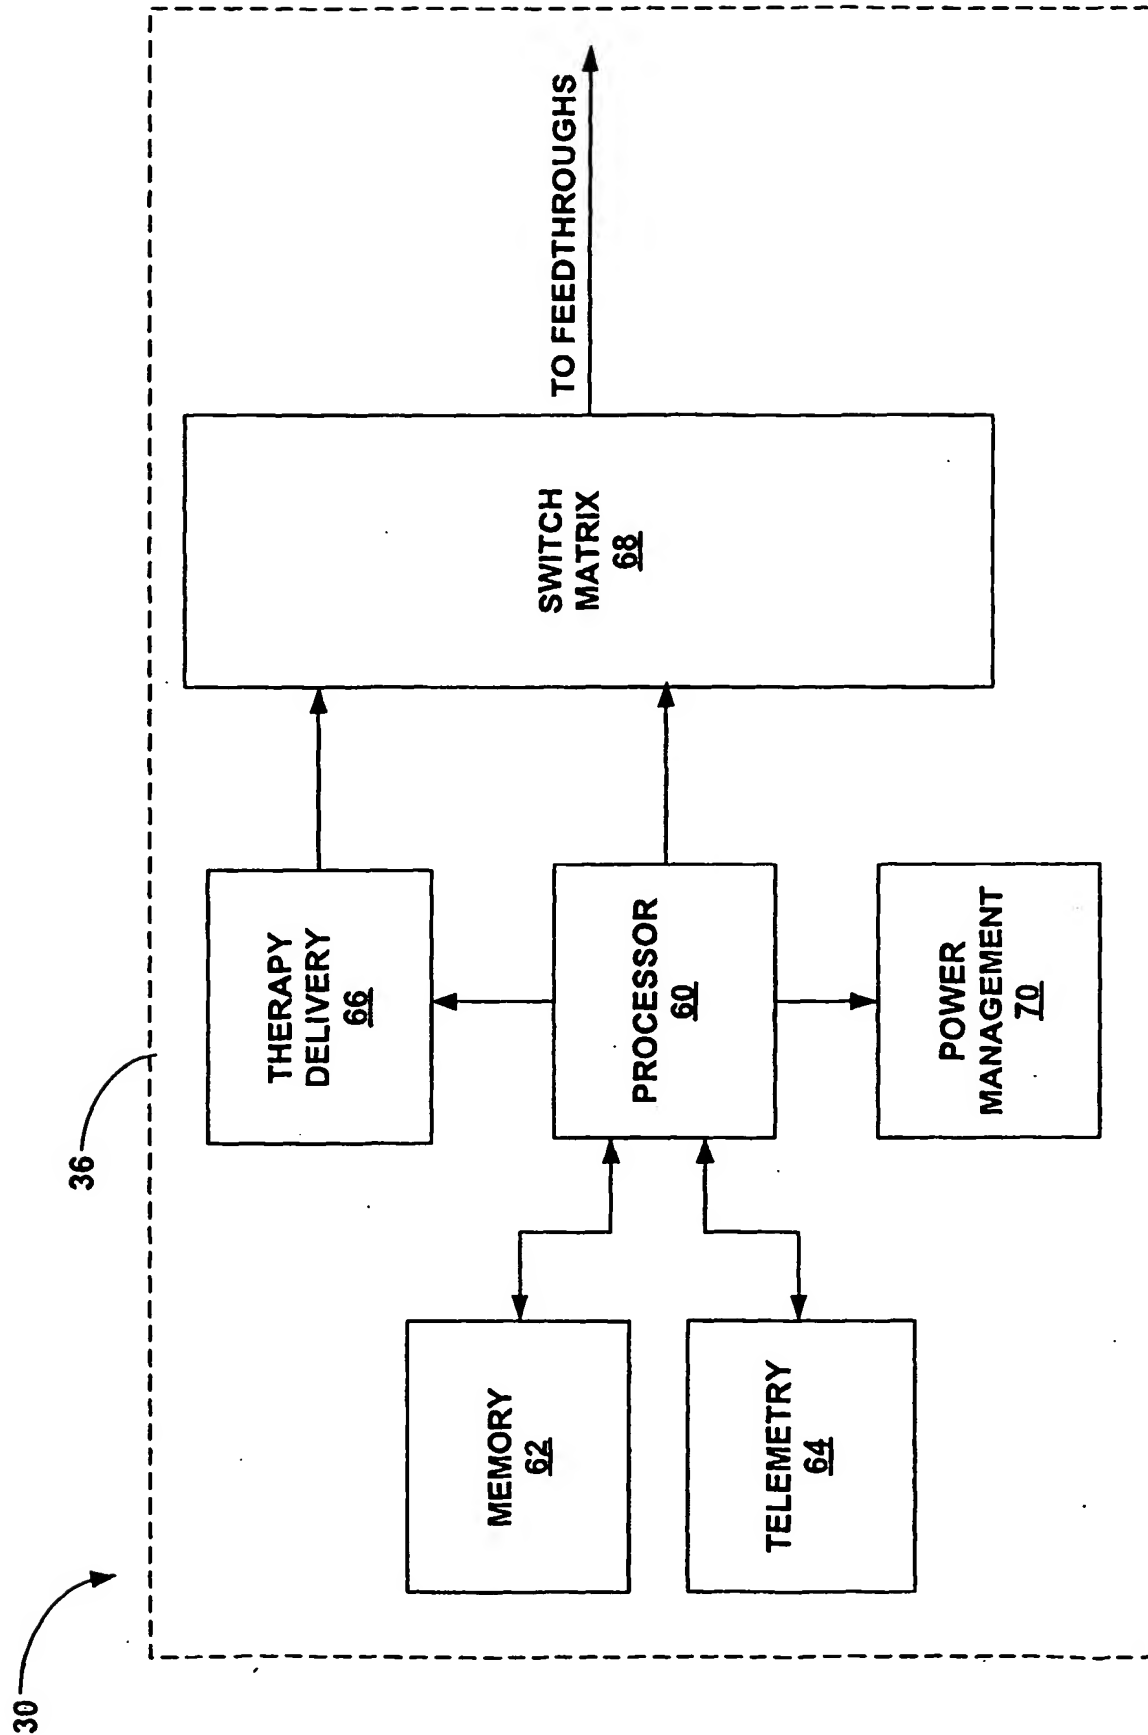 30
36
MEMORY
62
TELEMETRY
64
THERAPY
DELIVERY
66
PROCESSOR
60
POWER
MANAGEMENT
70
SWITCH
MATRIX
68
TO FEEDTHROUGHS